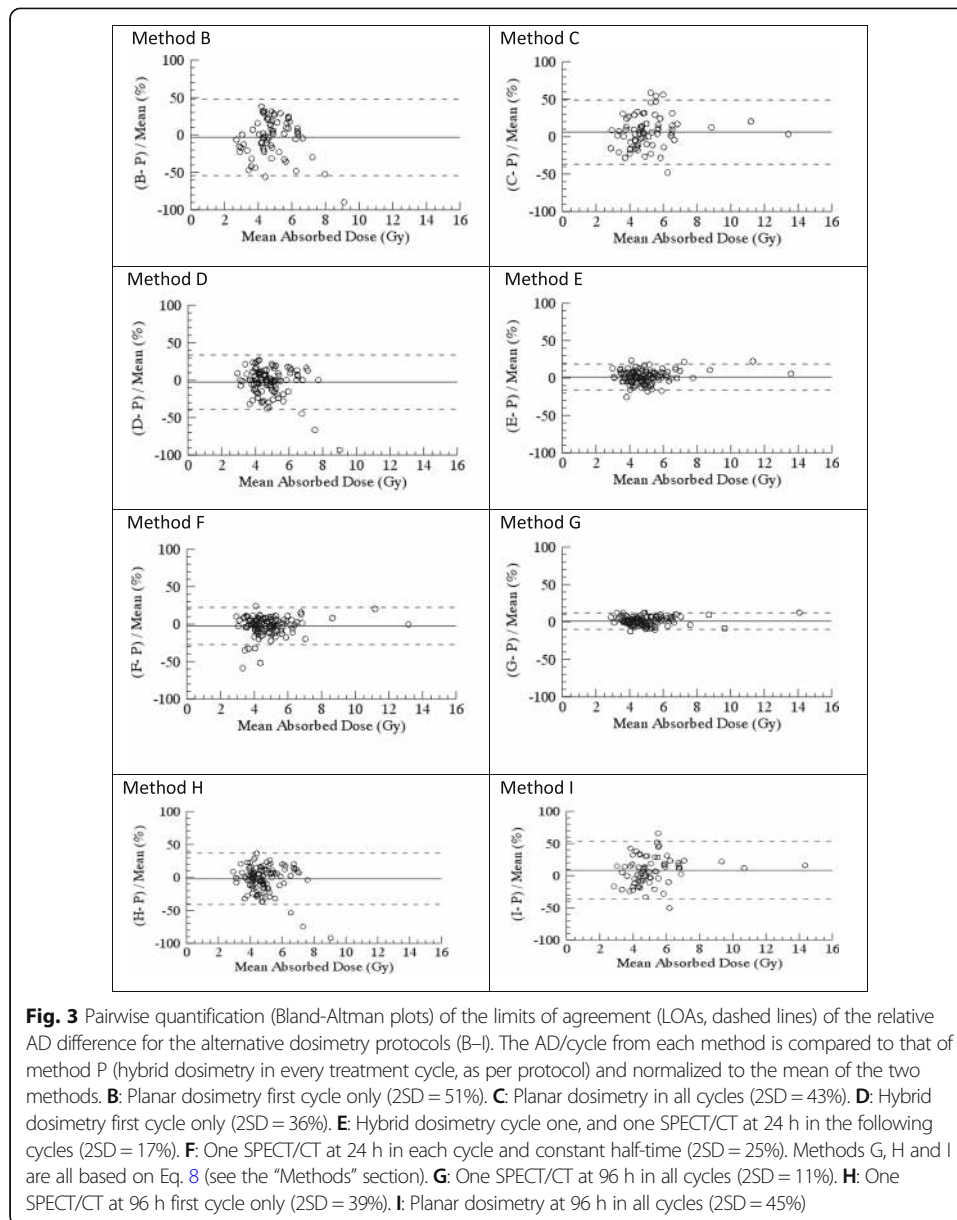 Method B
100
50
0
-50
-100
(B- P) / Mean (%)
0 2 4 6 8 10 12 14 16
Mean Absorbed Dose (Gy)
Method C
100
50
0
-50
-100
(C- P) / Mean (%)
0 2 4 6 8 10 12 14 16
Mean Absorbed Dose (Gy)
Method D
100
50
0
-50
-100
(D- P) / Mean (%)
0 2 4 6 8 10 12 14 16
Mean Absorbed Dose (Gy)
Method E
100
50
0
-50
-100
(E- P) / Mean (%)
0 2 4 6 8 10 12 14 16
Mean Absorbed Dose (Gy)
Method F
100
50
0
-50
-100
(F- P) / Mean (%)
0 2 4 6 8 10 12 14 16
Mean Absorbed Dose (Gy)
Method G
100
50
0
-50
-100
(G- P) / Mean (%)
0 2 4 6 8 10 12 14 16
Mean Absorbed Dose (Gy)
Method H
100
50
0
-50
-100
(H- P) / Mean (%)
0 2 4 6 8 10 12 14 16
Mean Absorbed Dose (Gy)
Method I
100
50
0
-50
-100
(I- P) / Mean (%)
0 2 4 6 8 10 12 14 16
Mean Absorbed Dose (Gy)
Fig. 3 Pairwise quantification (Bland-Altman plots) of the limits of agreement (LOAs, dashed lines) of the relative
AD difference for the alternative dosimetry protocols (B–I). The AD/cycle from each method is compared to that of
method P (hybrid dosimetry in every treatment cycle, as per protocol) and normalized to the mean of the two
methods. B: Planar dosimetry first cycle only (2SD = 51%). C: Planar dosimetry in all cycles (2SD = 43%). D: Hybrid
dosimetry first cycle only (2SD = 36%). E: Hybrid dosimetry cycle one, and one SPECT/CT at 24 h in the following
cycles (2SD = 17%). F: One SPECT/CT at 24 h in each cycle and constant half-time (2SD = 25%). Methods G, H and I
are all based on Eq. 8 (see the “Methods” section). G: One SPECT/CT at 96 h in all cycles (2SD = 11%). H: One
SPECT/CT at 96 h first cycle only (2SD = 39%). I: Planar dosimetry at 96 h in all cycles (2SD = 45%)